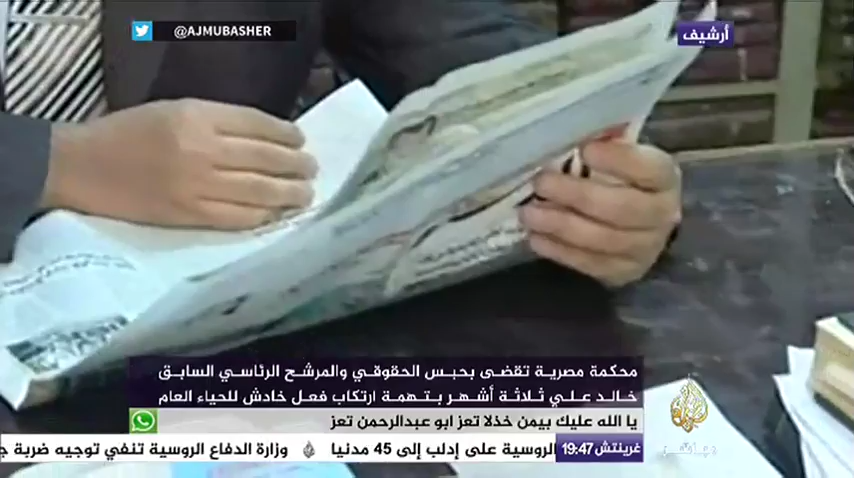 @AJMUBASHER
أرشيف
محكمة مصرية تقضى بحبس الحقوقي والمرشح الرئاسي السابق
خالد علي ثلاثة أشهر بتهمة ارتكاب فعل خادش للحياء العام
يا الله عليك بيمن خذلا تعز ابو عبدالرحمن تعز
غرينتش 19:47
الروسية على إدلب إلى 45 مدنيا
وزارة الدفاع الروسية تنفي توجيه ضربة ج
مباشر